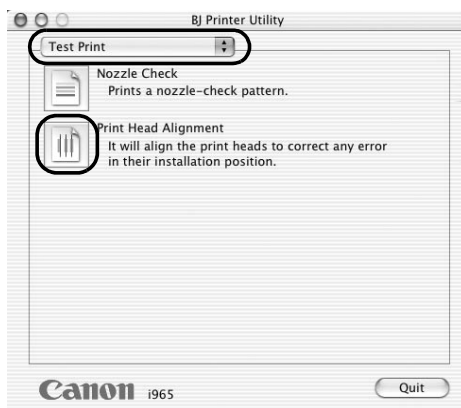 BJ Printer Utility
Test Print
Nozzle Check
Prints a nozzle-check pattern.
Print Head Alignment
It will align the print heads to correct any error
in their installation position.
Canon i965
Quit